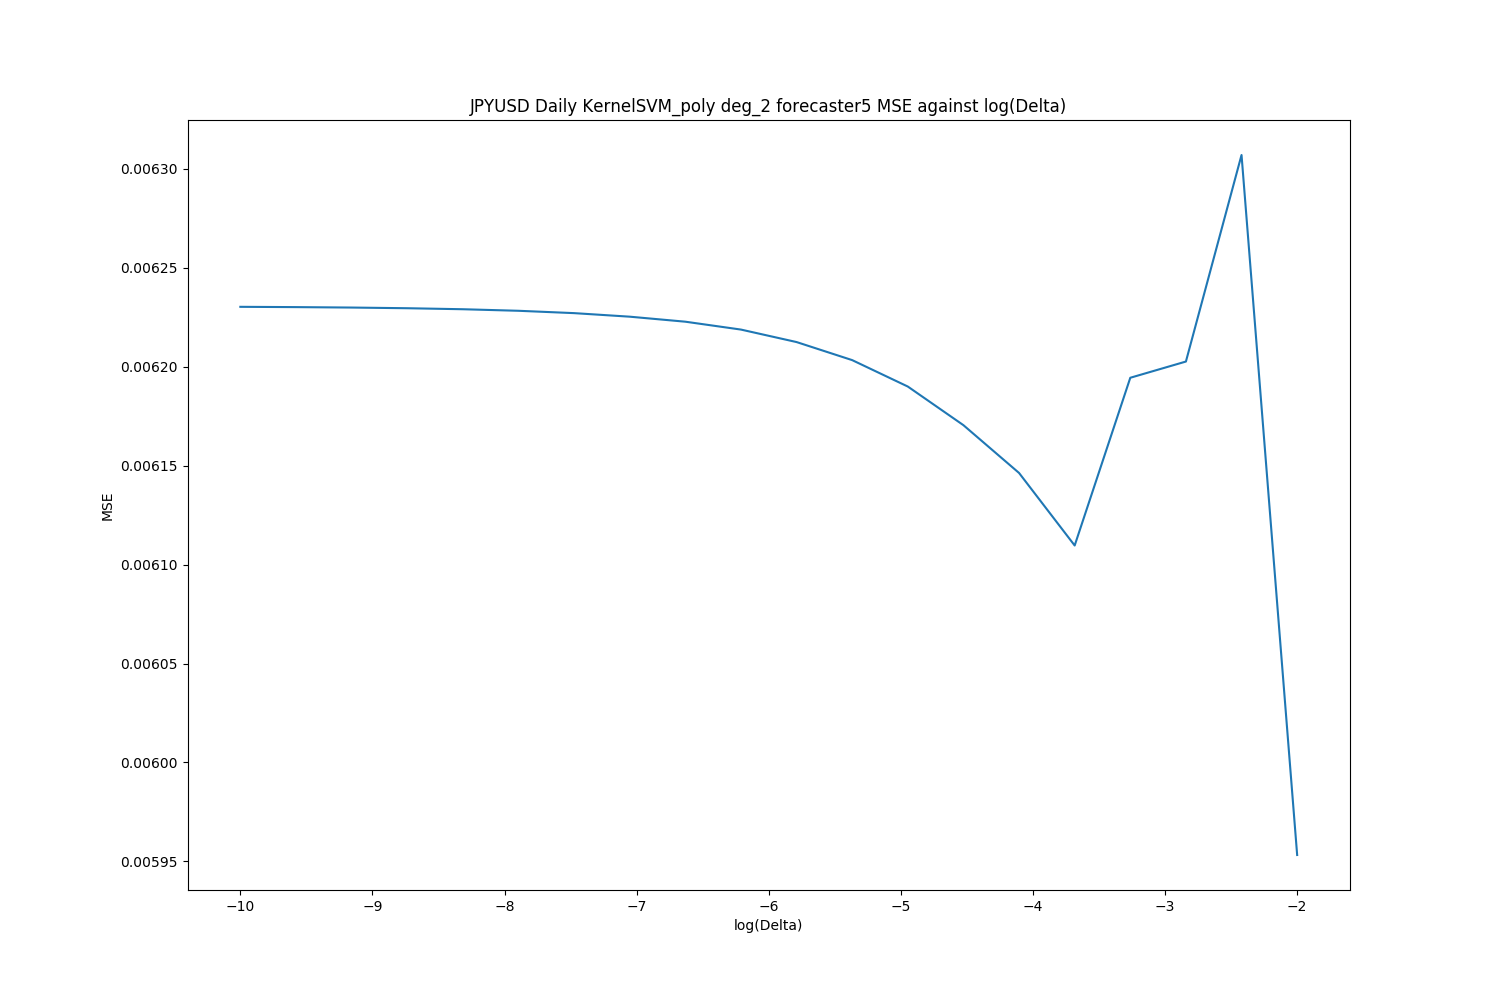 JPYUSD Daily KernelSVM_poly deg_2 forecaster5 MSE against log(Delta)
0.00630
0.00625
0.00620
0.00615
0.00610
0.00605
0.00600
0.00595
MSE
−10 −9 −8 −7 −6 −5 −4 −3 −2
log(Delta)